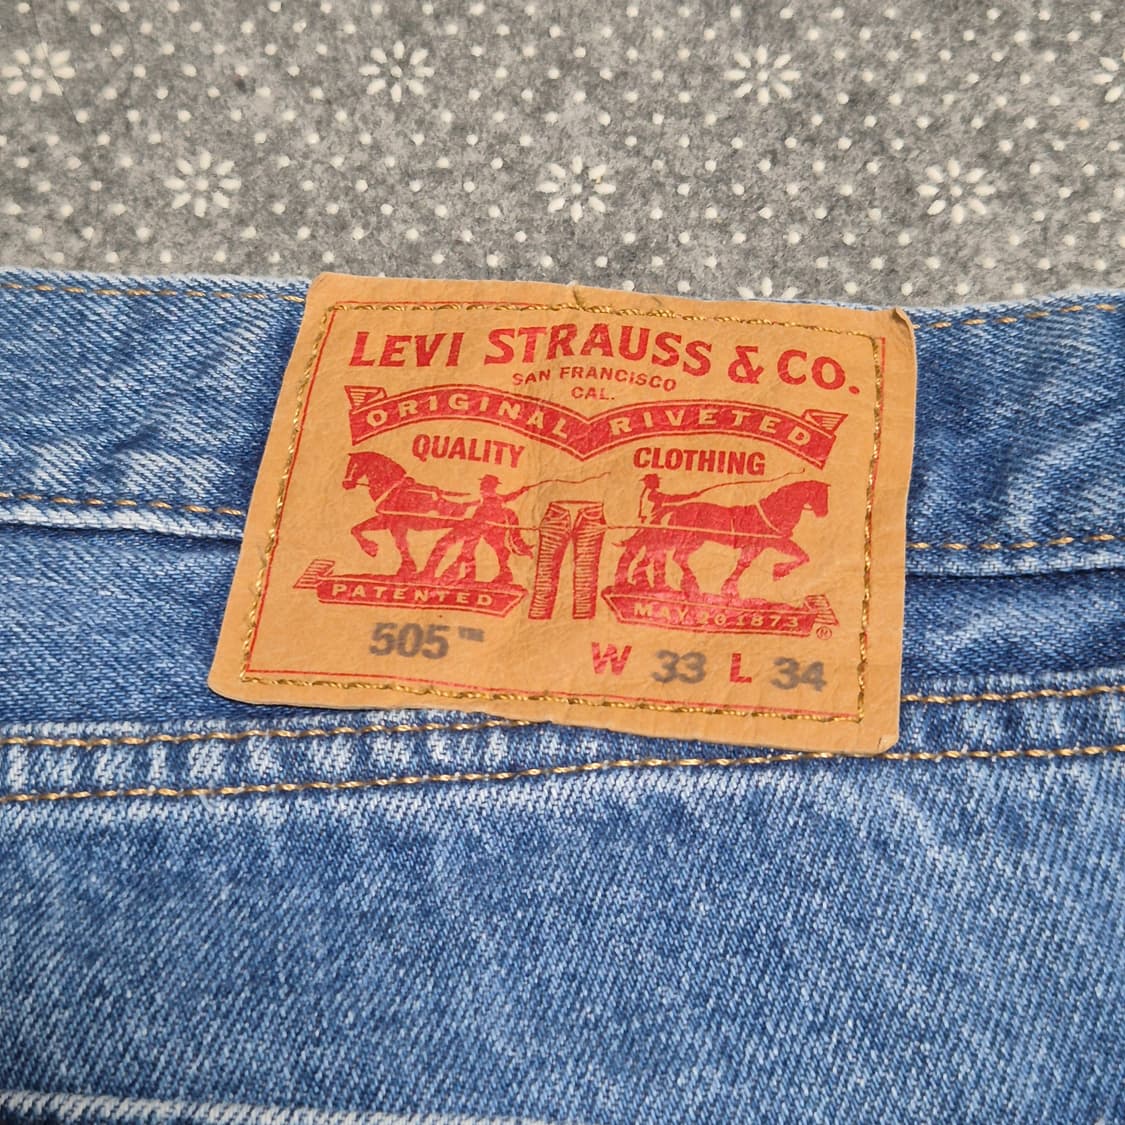 LEVI STRAUSS & CO.
SAN FRANCISCO
CAL.
ORIGINAL RIVETED
QUALITY CLOTHING
PATENTED MAY 20 1873 ®
505™ W 33 L 34